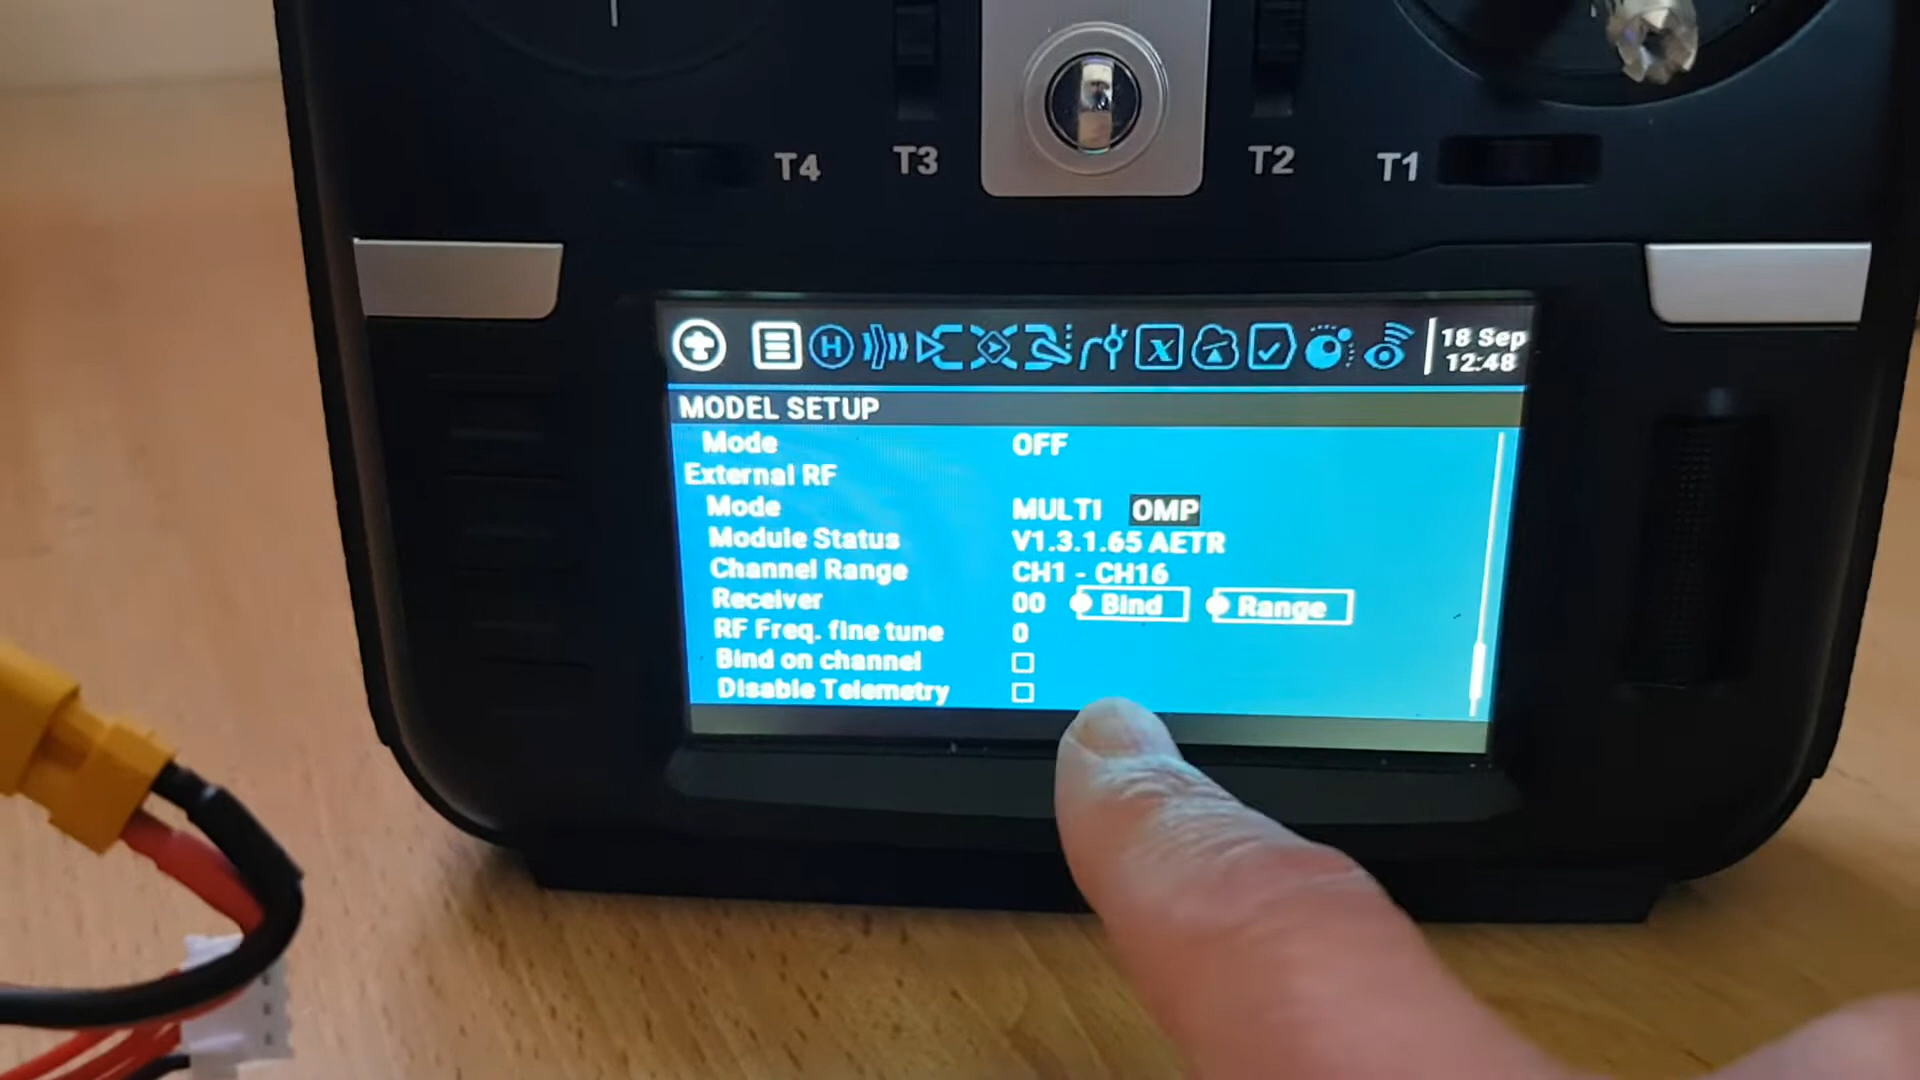 T4 T3 T2 T1
H X 18 Sep
12:48
MODEL SETUP
Mode OFF
External RF
Mode MULTI OMP
Module Status V1.3.1.65 AETR
Channel Range CH1 - CH16
Receiver 00 Bind Range
RF Freq. fine tune 0
Bind on channel
Disable Telemetry